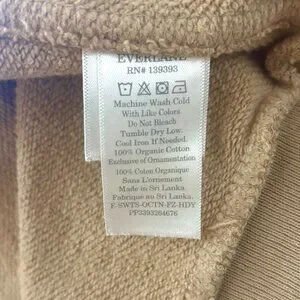 EVERLANE
RN# 139393
Machine Wash Cold
With Like Colors
Do Not Bleach
Tumble Dry Low
Cool Iron If Needed.
100% Organic Cotton
Exclusive of Ornamentation
100% Coton Organique
Sans L'ornement
Made in Sri Lanka
Fabrique au Sri Lanka.
F-SWTS-OCTN-FZ-HDY
PP3393264676